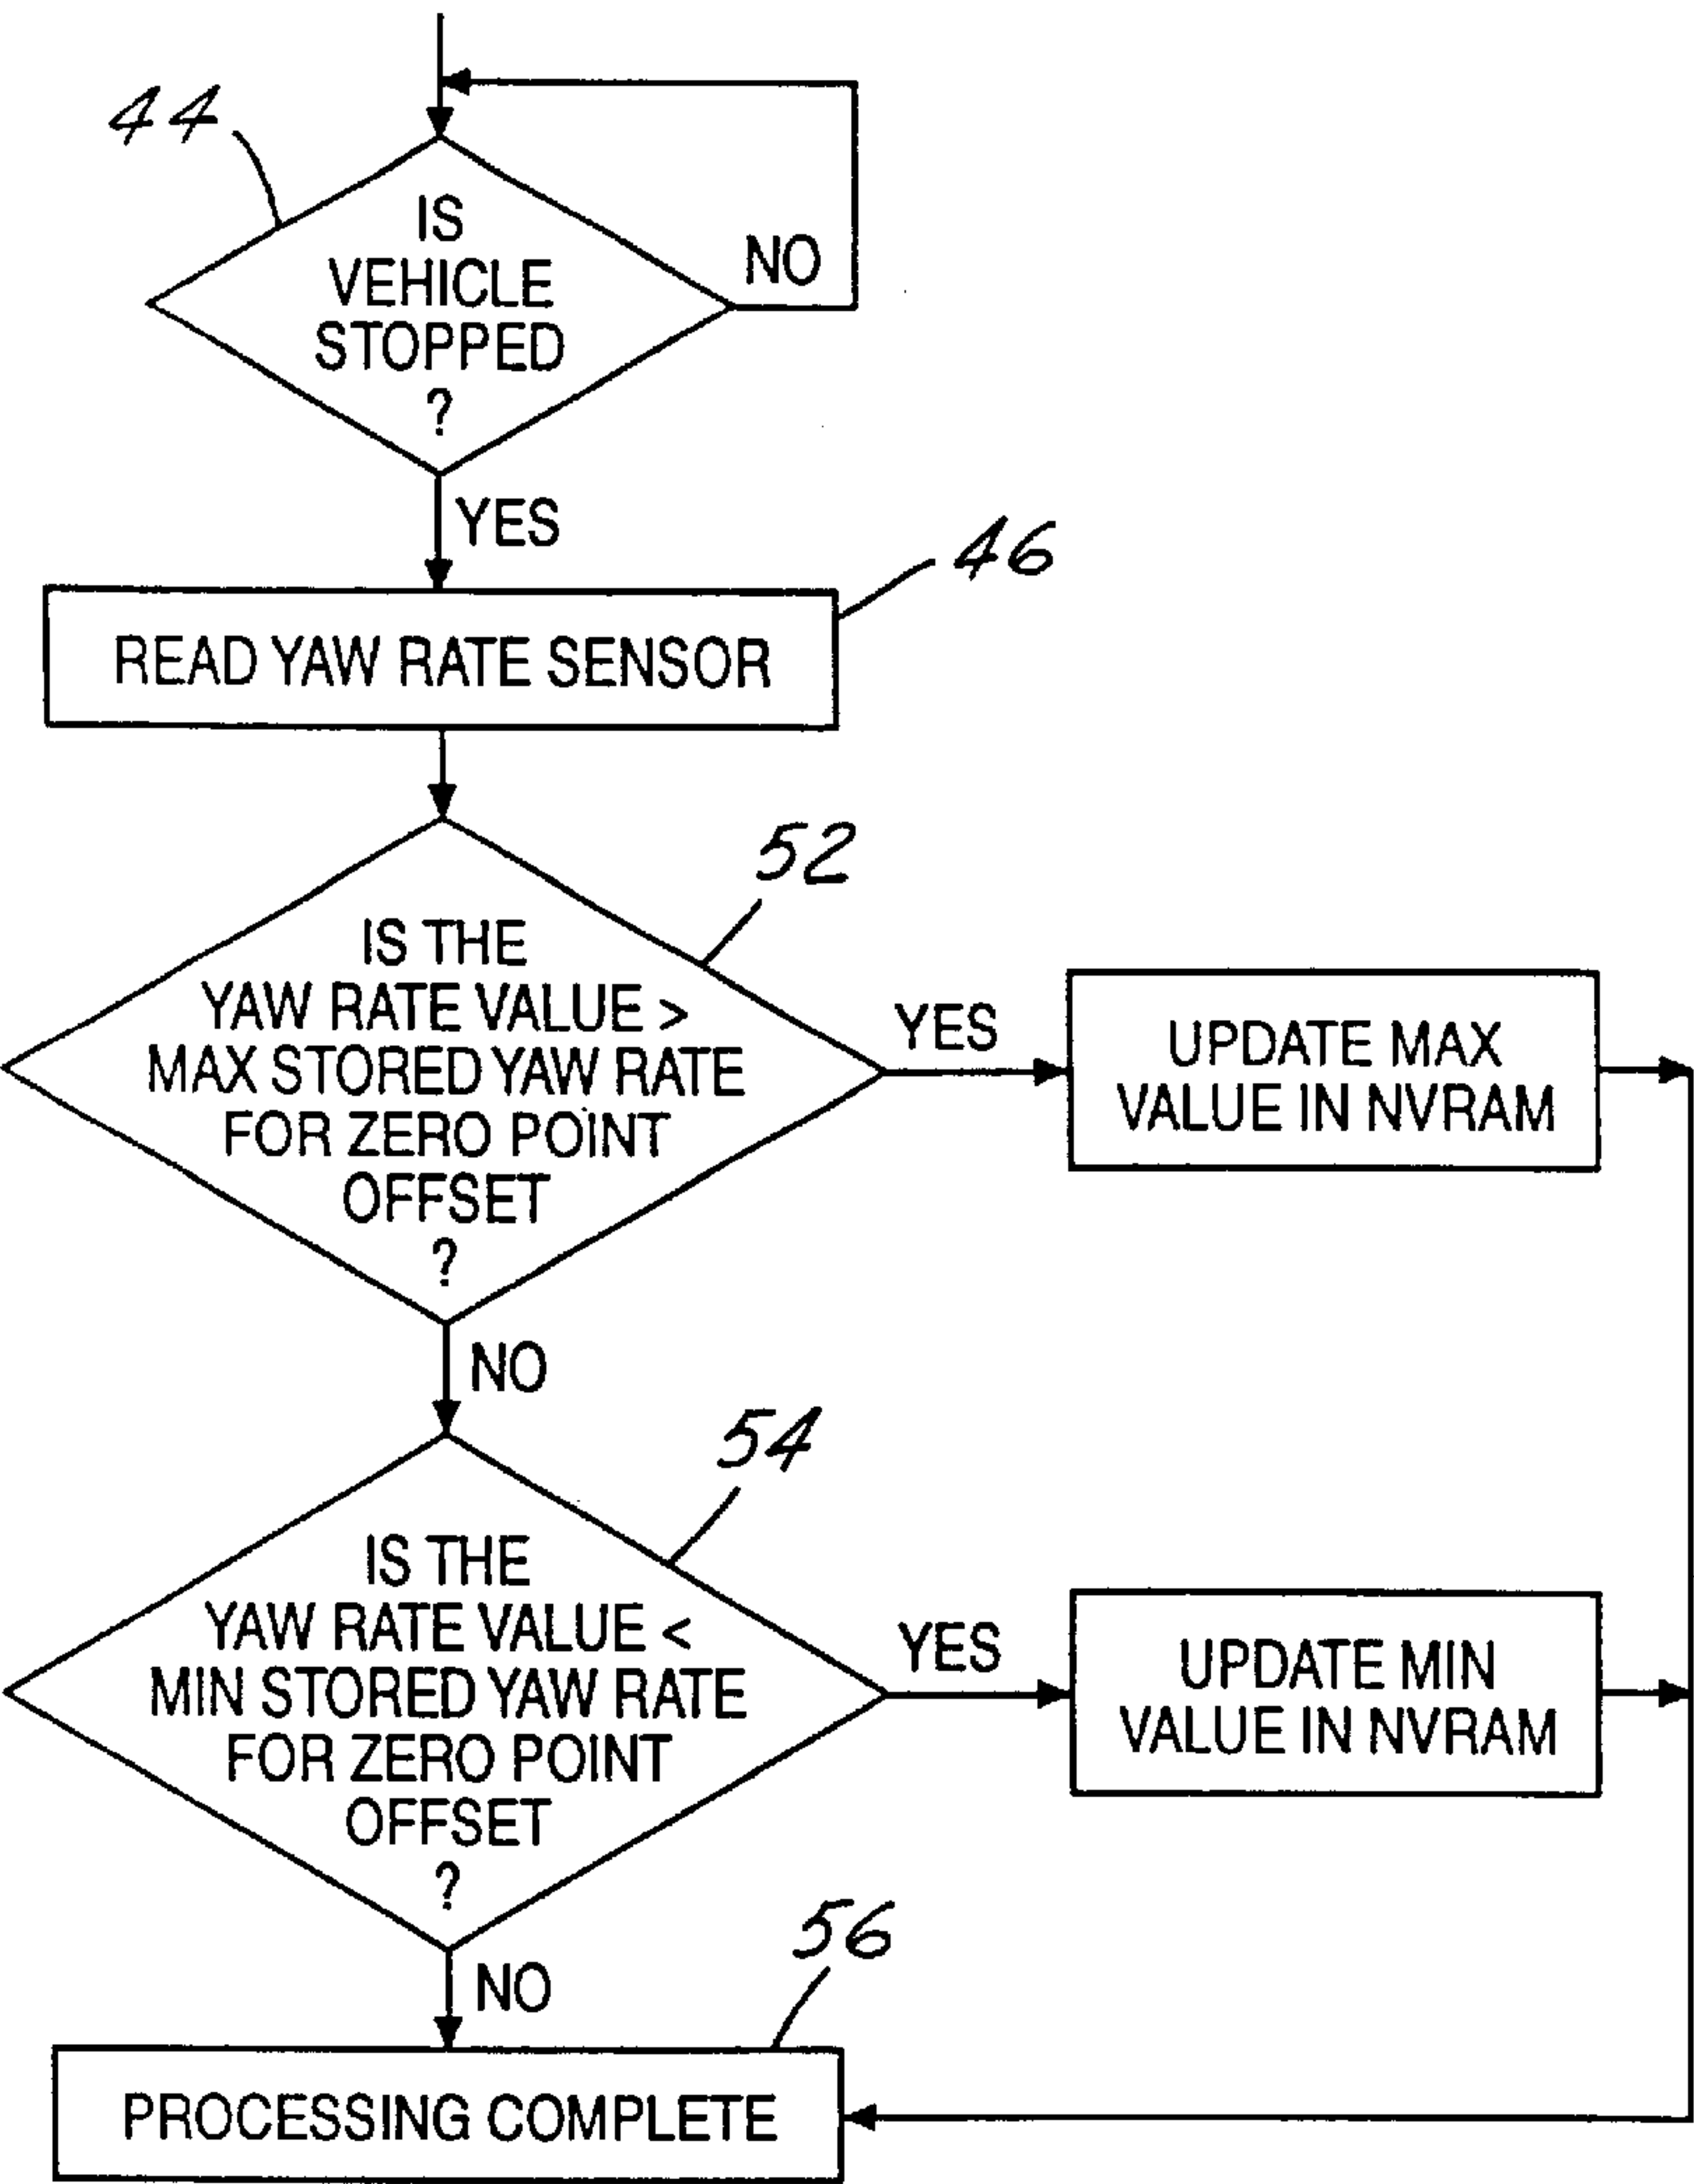 44
IS
VEHICLE
STOPPED
?
NO
YES
46
READ YAW RATE SENSOR
52
IS THE
YAW RATE VALUE >
MAX STORED YAW RATE
FOR ZERO POINT
OFFSET
?
YES
UPDATE MAX
VALUE IN NVRAM
NO
54
IS THE
YAW RATE VALUE <
MIN STORED YAW RATE
FOR ZERO POINT
OFFSET
?
YES
UPDATE MIN
VALUE IN NVRAM
NO
56
PROCESSING COMPLETE